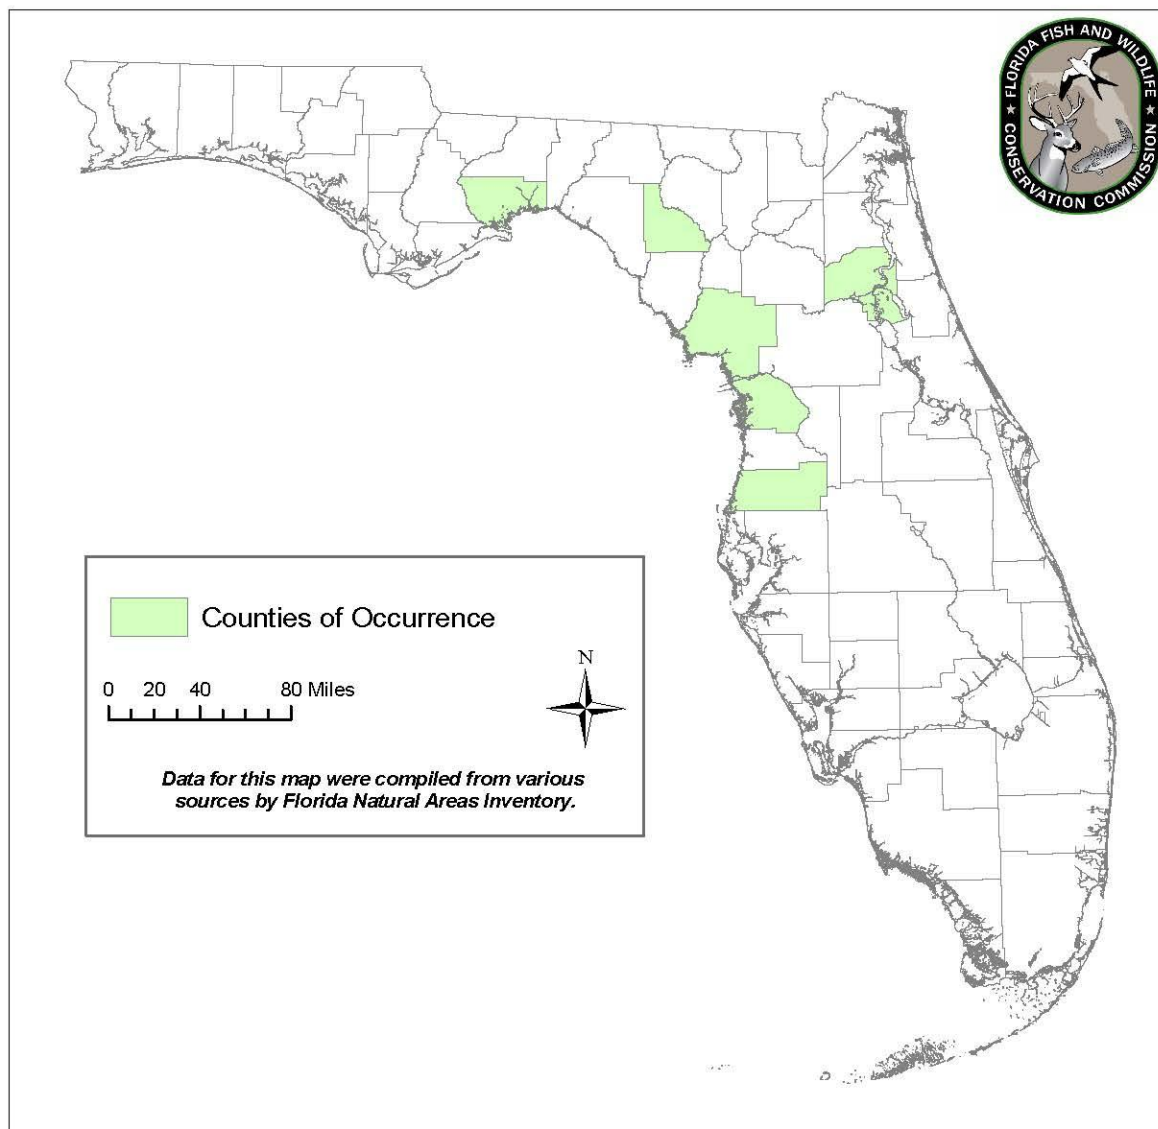 FLORIDA FISH AND WILDLIFE
CONSERVATION COMMISSION
Counties of Occurrence
N
0 20 40 80 Miles
Data for this map were compiled from various
sources by Florida Natural Areas Inventory.